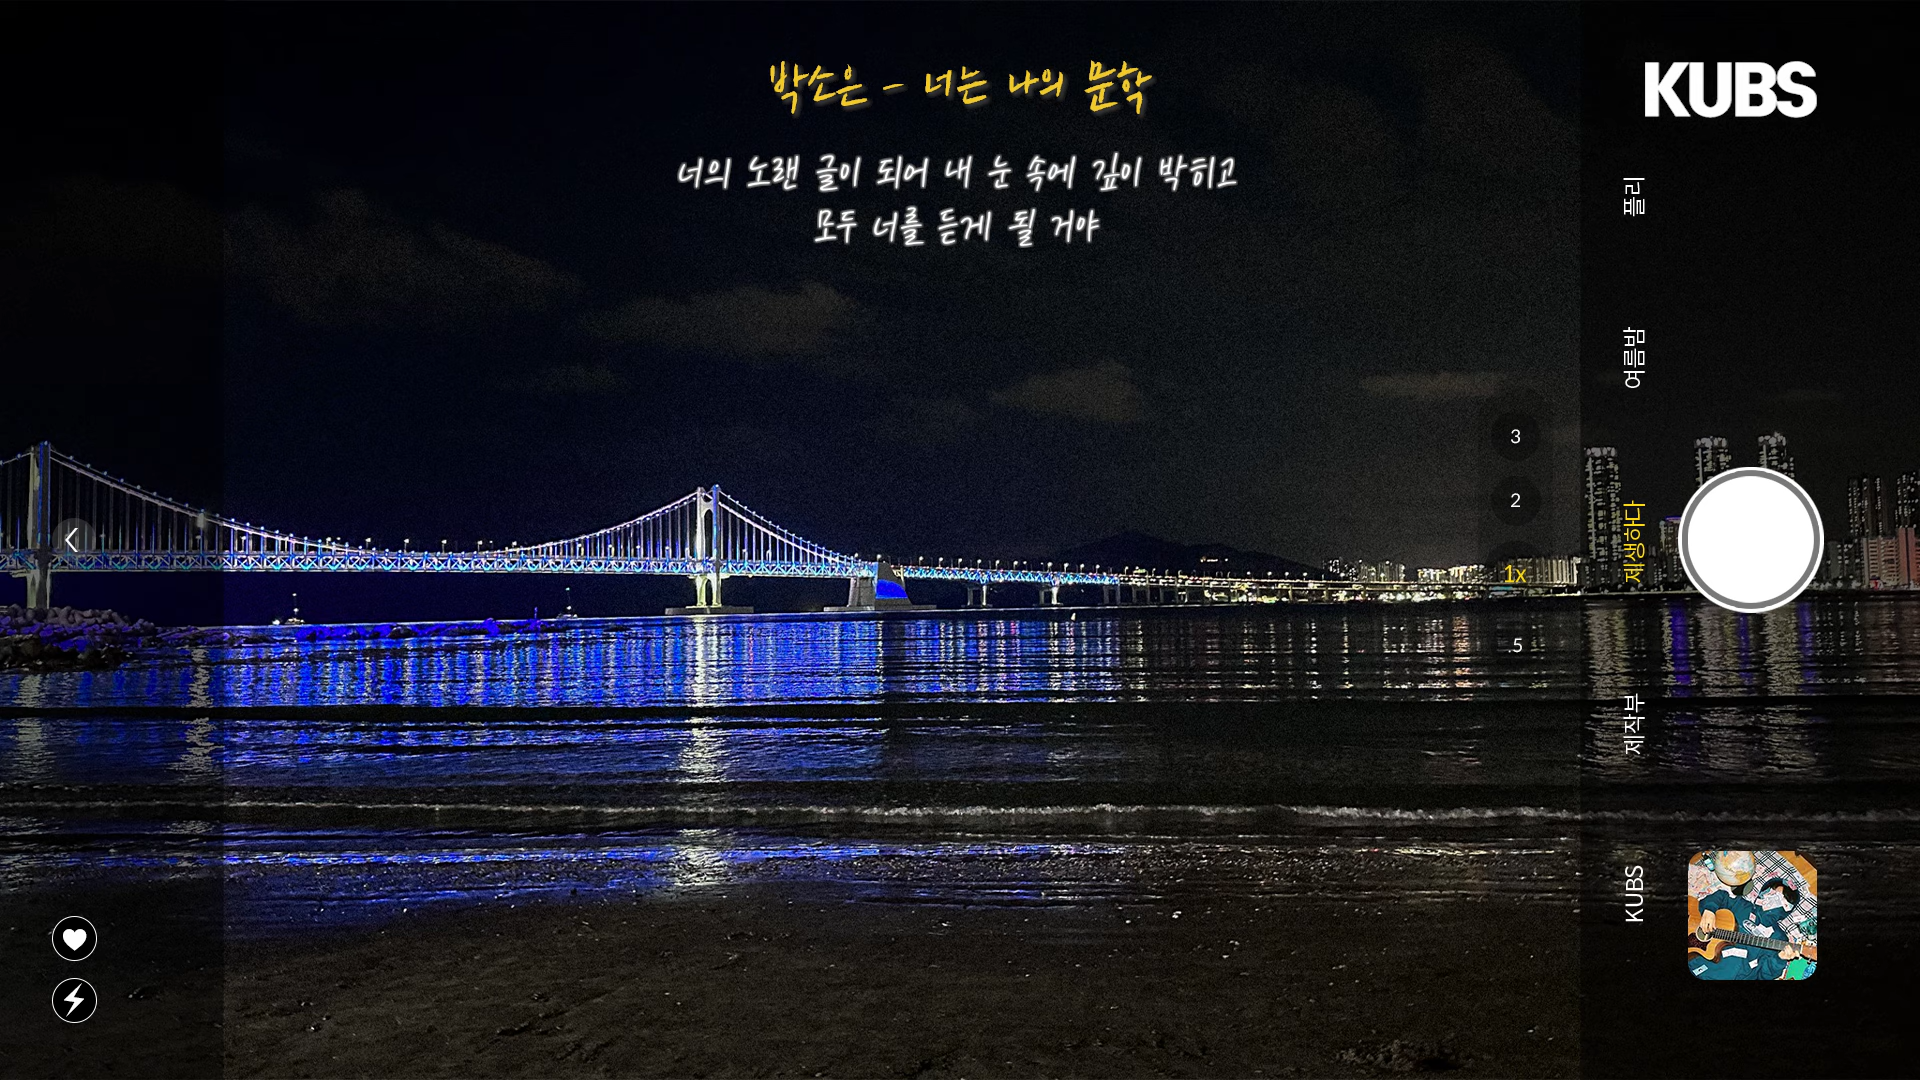 박소은 - 너는 나의 문학
너의 노랜 글이 되어 내 눈 속에 깊이 박히고
모두 너를 듣게 될 거야
KUBS
플리
여름밤
제생하다
제작부
KUBS
3
2
1x
.5